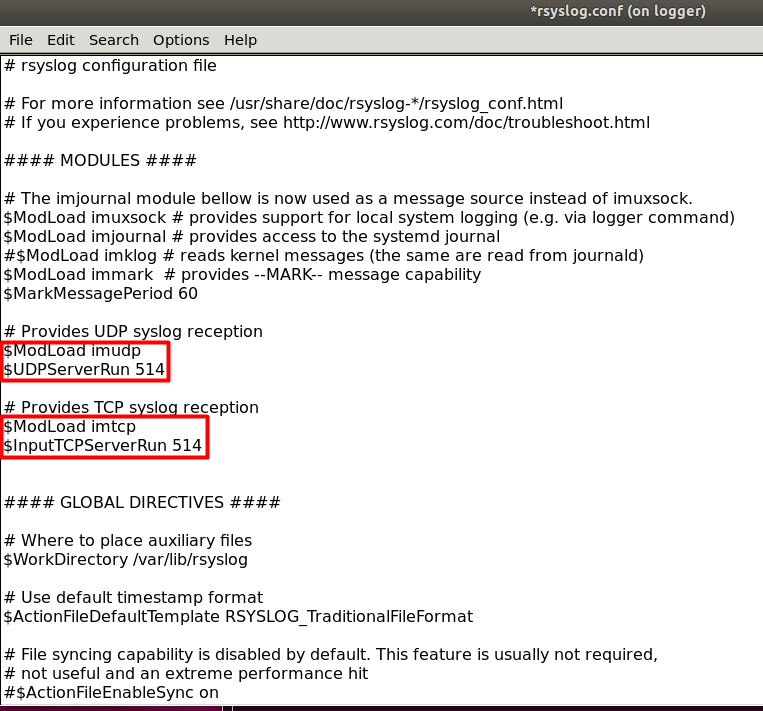 *rsyslog.conf (on logger)
File Edit Search Options Help
# rsyslog configuration file
# For more information see /usr/share/doc/rsyslog-*/rsyslog_conf.html
# If you experience problems, see http://www.rsyslog.com/doc/troubleshoot.html
#### MODULES ####
# The imjournal module bellow is now used as a message source instead of imuxsock.
$ModLoad imuxsock # provides support for local system logging (e.g. via logger command)
$ModLoad imjournal # provides access to the systemd journal
#$ModLoad imklog # reads kernel messages (the same are read from journald)
$ModLoad immark  # provides --MARK-- message capability
$MarkMessagePeriod 60
# Provides UDP syslog reception
$ModLoad imudp
$UDPServerRun 514
# Provides TCP syslog reception
$ModLoad imtcp
$InputTCPServerRun 514
#### GLOBAL DIRECTIVES ####
# Where to place auxiliary files
$WorkDirectory /var/lib/rsyslog
# Use default timestamp format
$ActionFileDefaultTemplate RSYSLOG_TraditionalFileFormat
# File syncing capability is disabled by default. This feature is usually not required,
# not useful and an extreme performance hit
#$ActionFileEnableSync on